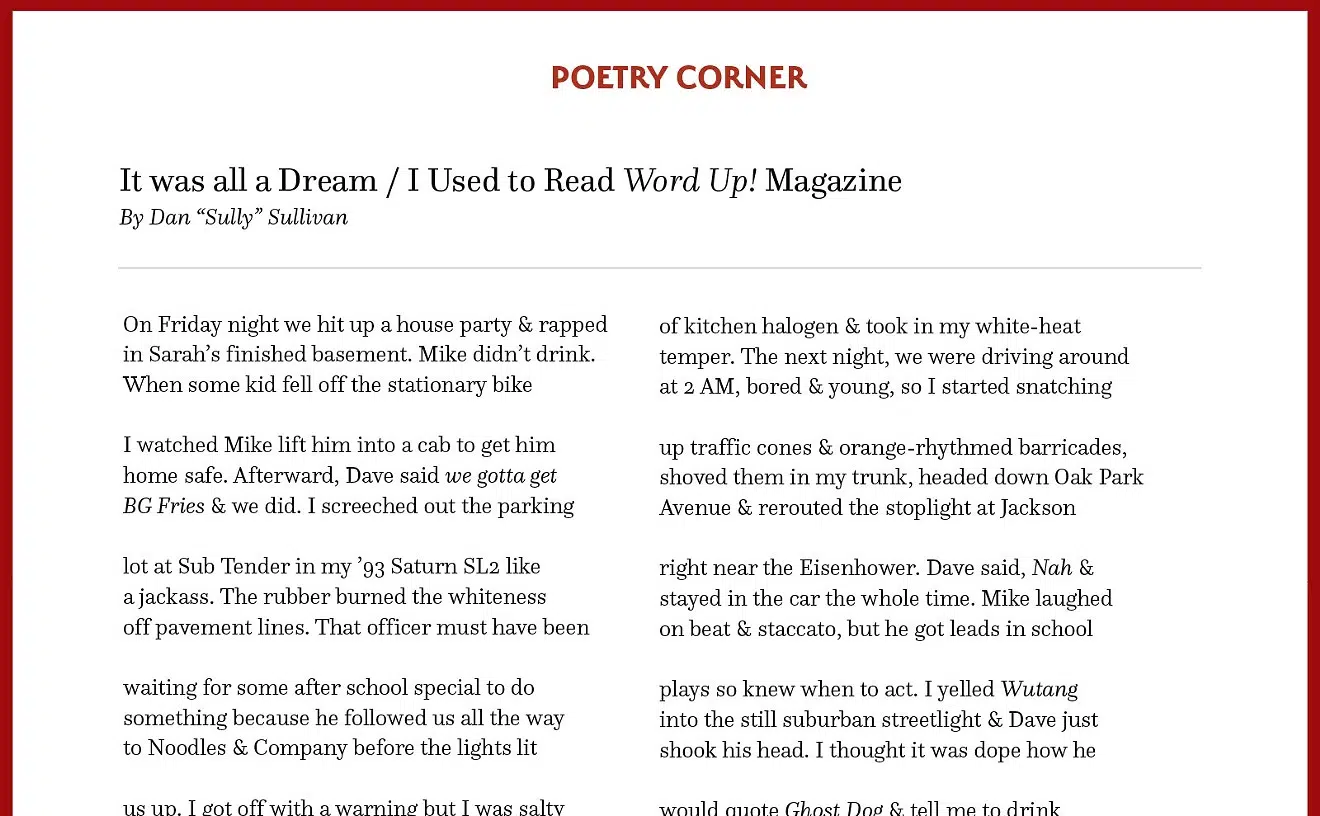 POETRY CORNER
It was all a Dream / I Used to Read Word Up! Magazine
By Dan “Sully” Sullivan
On Friday night we hit up a house party & rapped
in Sarah’s finished basement. Mike didn’t drink.
When some kid fell off the stationary bike
I watched Mike lift him into a cab to get him
home safe. Afterward, Dave said we gotta get
BG Fries & we did. I screeched out the parking
lot at Sub Tender in my ’93 Saturn SL2 like
a jackass. The rubber burned the whiteness
off pavement lines. That officer must have been
waiting for some after school special to do
something because he followed us all the way
to Noodles & Company before the lights lit
us up. I got off with a warning but I was salty
of kitchen halogen & took in my white-heat
temper. The next night, we were driving around
at 2 AM, bored & young, so I started snatching
up traffic cones & orange-rhythmed barricades,
shoved them in my trunk, headed down Oak Park
Avenue & rerouted the stoplight at Jackson
right near the Eisenhower. Dave said, Nah &
stayed in the car the whole time. Mike laughed
on beat & staccato, but he got leads in school
plays so knew when to act. I yelled Wutang
into the still suburban streetlight & Dave just
shook his head. I thought it was dope how he
would quote Ghost Dog & tell me to drink